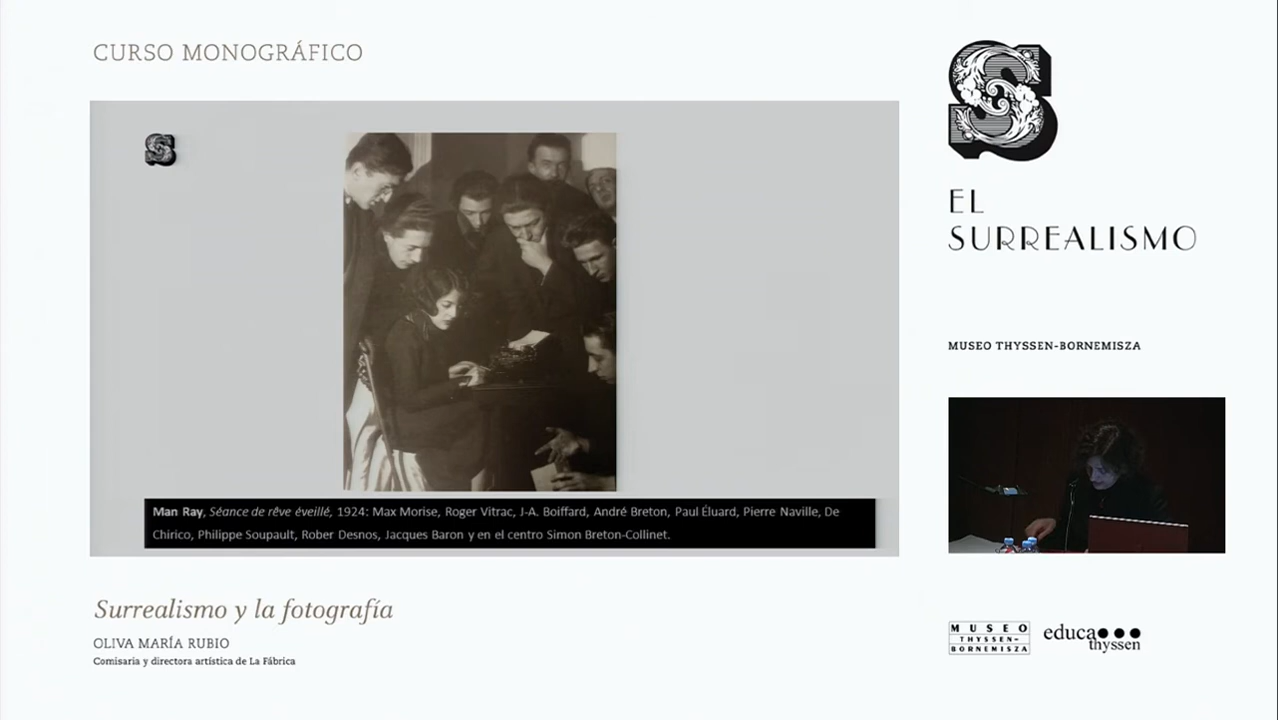 CURSO MONOGRÁFICO
S
S
EL
SURREALISMO
MUSEO THYSSEN-BORNEMISZA
Man Ray, Séance de rêve éveillé, 1924: Max Morise, Roger Vitrac, J-A. Boiffard, André Breton, Paul Éluard, Pierre Naville, De
Chirico, Philippe Soupault, Rober Desnos, Jacques Baron y en el centro Simon Breton-Collinet.
Surrealismo y la fotografía
OLIVA MARÍA RUBIO
Comisaria y directora artística de La Fábrica
MUSEO
THYSSEN-
BORNEMISZA
educa
thyssen